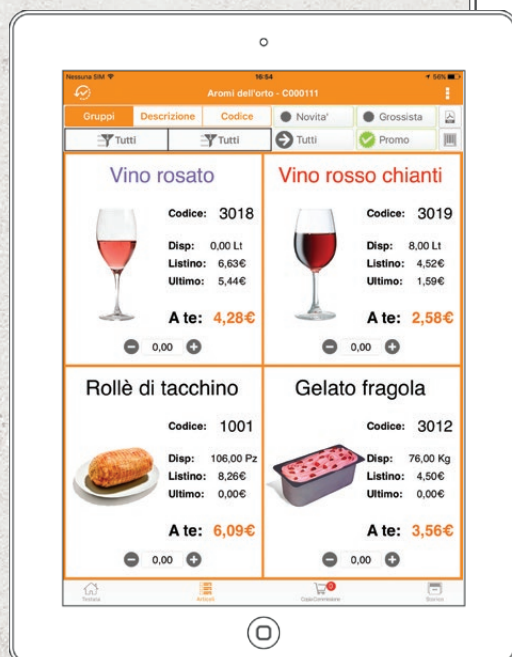 Nessuna SIM 16:54 56%
Aromi dell'orto - C000111
Gruppi Descrizione Codice Novita' Grossista
Tutti Tutti Tutti Promo
Vino rosato
Codice: 3018
Disp: 0,00 Lt
Listino: 6,63€
Ultimo: 5,44€
A te: 4,28€
0,00
Vino rosso chianti
Codice: 3019
Disp: 8,00 Lt
Listino: 4,52€
Ultimo: 1,59€
A te: 2,58€
0,00
Rollè di tacchino
Codice: 1001
Disp: 106,00 Pz
Listino: 8,26€
Ultimo: 0,00€
A te: 6,09€
0,00
Gelato fragola
Codice: 3012
Disp: 76,00 Kg
Listino: 4,50€
Ultimo: 0,00€
A te: 3,56€
0,00
Testata Articoli 0